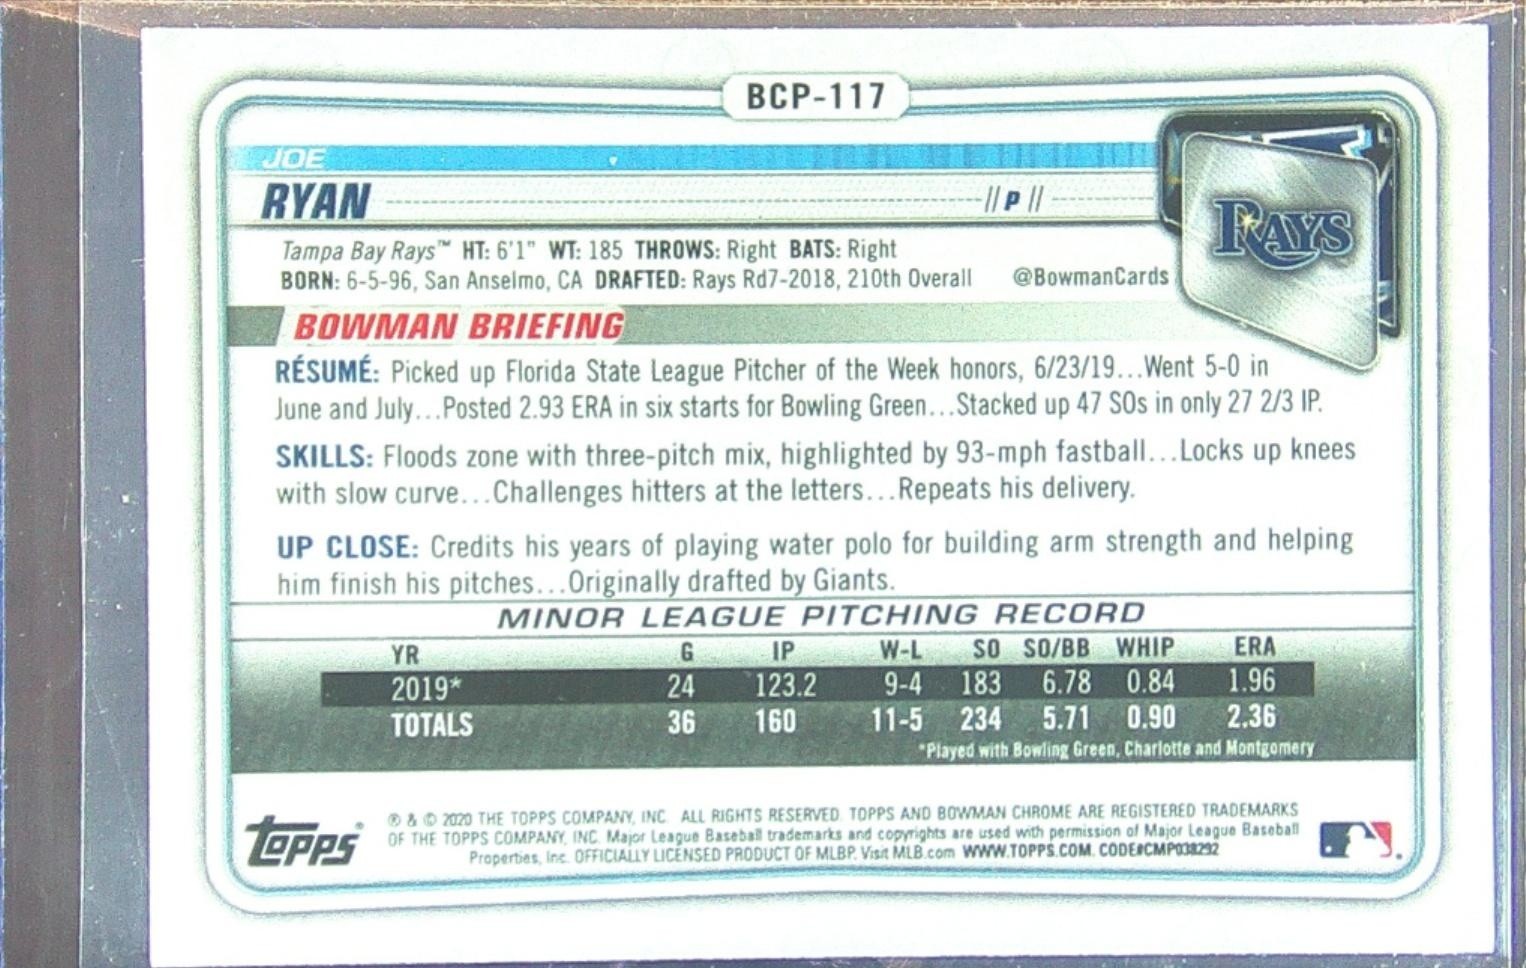 BCP-117
JOE
RYAN
// P //
RAYS
Tampa Bay Rays™ HT: 6'1" WT: 185 THROWS: Right BATS: Right
BORN: 6-5-96, San Anselmo, CA DRAFTED: Rays Rd7-2018, 210th Overall @BowmanCards
BOWMAN BRIEFING
RÉSUMÉ: Picked up Florida State League Pitcher of the Week honors, 6/23/19...Went 5-0 in
June and July...Posted 2.93 ERA in six starts for Bowling Green...Stacked up 47 SOs in only 27 2/3 IP.
SKILLS: Floods zone with three-pitch mix, highlighted by 93-mph fastball...Locks up knees
with slow curve...Challenges hitters at the letters...Repeats his delivery.
UP CLOSE: Credits his years of playing water polo for building arm strength and helping
him finish his pitches...Originally drafted by Giants.
MINOR LEAGUE PITCHING RECORD
YR G IP W-L SO SO/BB WHIP ERA
2019* 24 123.2 9-4 183 6.78 0.84 1.96
TOTALS 36 160 11-5 234 5.71 0.90 2.36
*Played with Bowling Green, Charlotte and Montgomery
TOPPS®
® & © 2020 THE TOPPS COMPANY, INC. ALL RIGHTS RESERVED. TOPPS AND BOWMAN CHROME ARE REGISTERED TRADEMARKS
OF THE TOPPS COMPANY, INC. Major League Baseball trademarks and copyrights are used with permission of Major League Baseball
Properties, Inc. OFFICIALLY LICENSED PRODUCT OF MLBP. Visit MLB.com WWW.TOPPS.COM. CODE#CMP038292